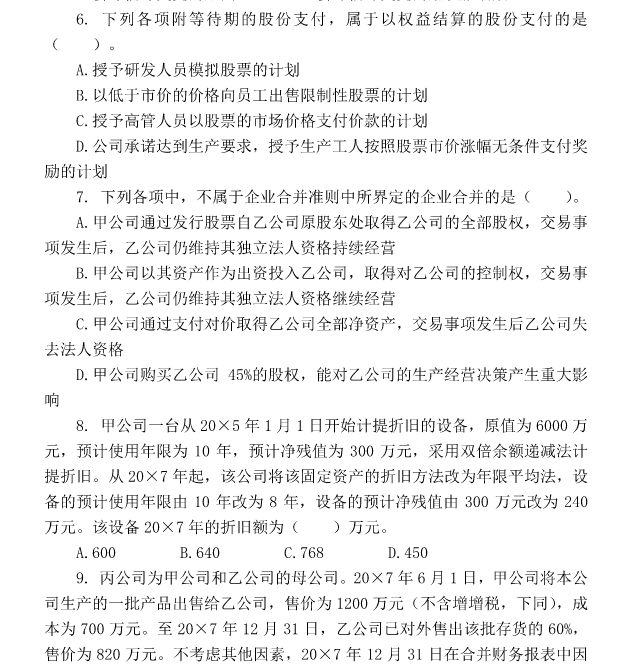 6. 下列各项附等待期的股份支付，属于以权益结算的股份支付的是
（　　）。
A.授予研发人员模拟股票的计划
B.以低于市价的价格向员工出售限制性股票的计划
C.授予高管人员以股票的市场价格支付价款的计划
D.公司承诺达到生产要求，授予生产工人按照股票市价涨幅无条件支付奖
励的计划
7. 下列各项中，不属于企业合并准则中所界定的企业合并的是（　　）。
A.甲公司通过发行股票自乙公司原股东处取得乙公司的全部股权，交易事
项发生后，乙公司仍维持其独立法人资格持续经营
B.甲公司以其资产作为出资投入乙公司，取得对乙公司的控制权，交易事
项发生后，乙公司仍维持其独立法人资格继续经营
C.甲公司通过支付对价取得乙公司全部净资产，交易事项发生后乙公司失
去法人资格
D.甲公司购买乙公司 45%的股权，能对乙公司的生产经营决策产生重大影
响
8. 甲公司一台从 20×5 年 1 月 1 日开始计提折旧的设备，原值为 6000 万
元，预计使用年限为 10 年，预计净残值为 300 万元，采用双倍余额递减法计
提折旧。从 20×7 年起，该公司将该固定资产的折旧方法改为年限平均法，设
备的预计使用年限由 10 年改为 8 年，设备的预计净残值由 300 万元改为 240
万元。该设备 20×7 年的折旧额为（　　）万元。
A.600　　B.640　　C.768　　D.450
9. 丙公司为甲公司和乙公司的母公司。20×7 年 6 月 1 日，甲公司将本公
司生产的一批产品出售给乙公司，售价为 1200 万元（不含增增税，下同），成
本为 700 万元。至 20×7 年 12 月 31 日，乙公司已对外售出该批存货的 60%，
售价为 820 万元。不考虑其他因素，20×7 年 12 月 31 日在合并财务报表中因